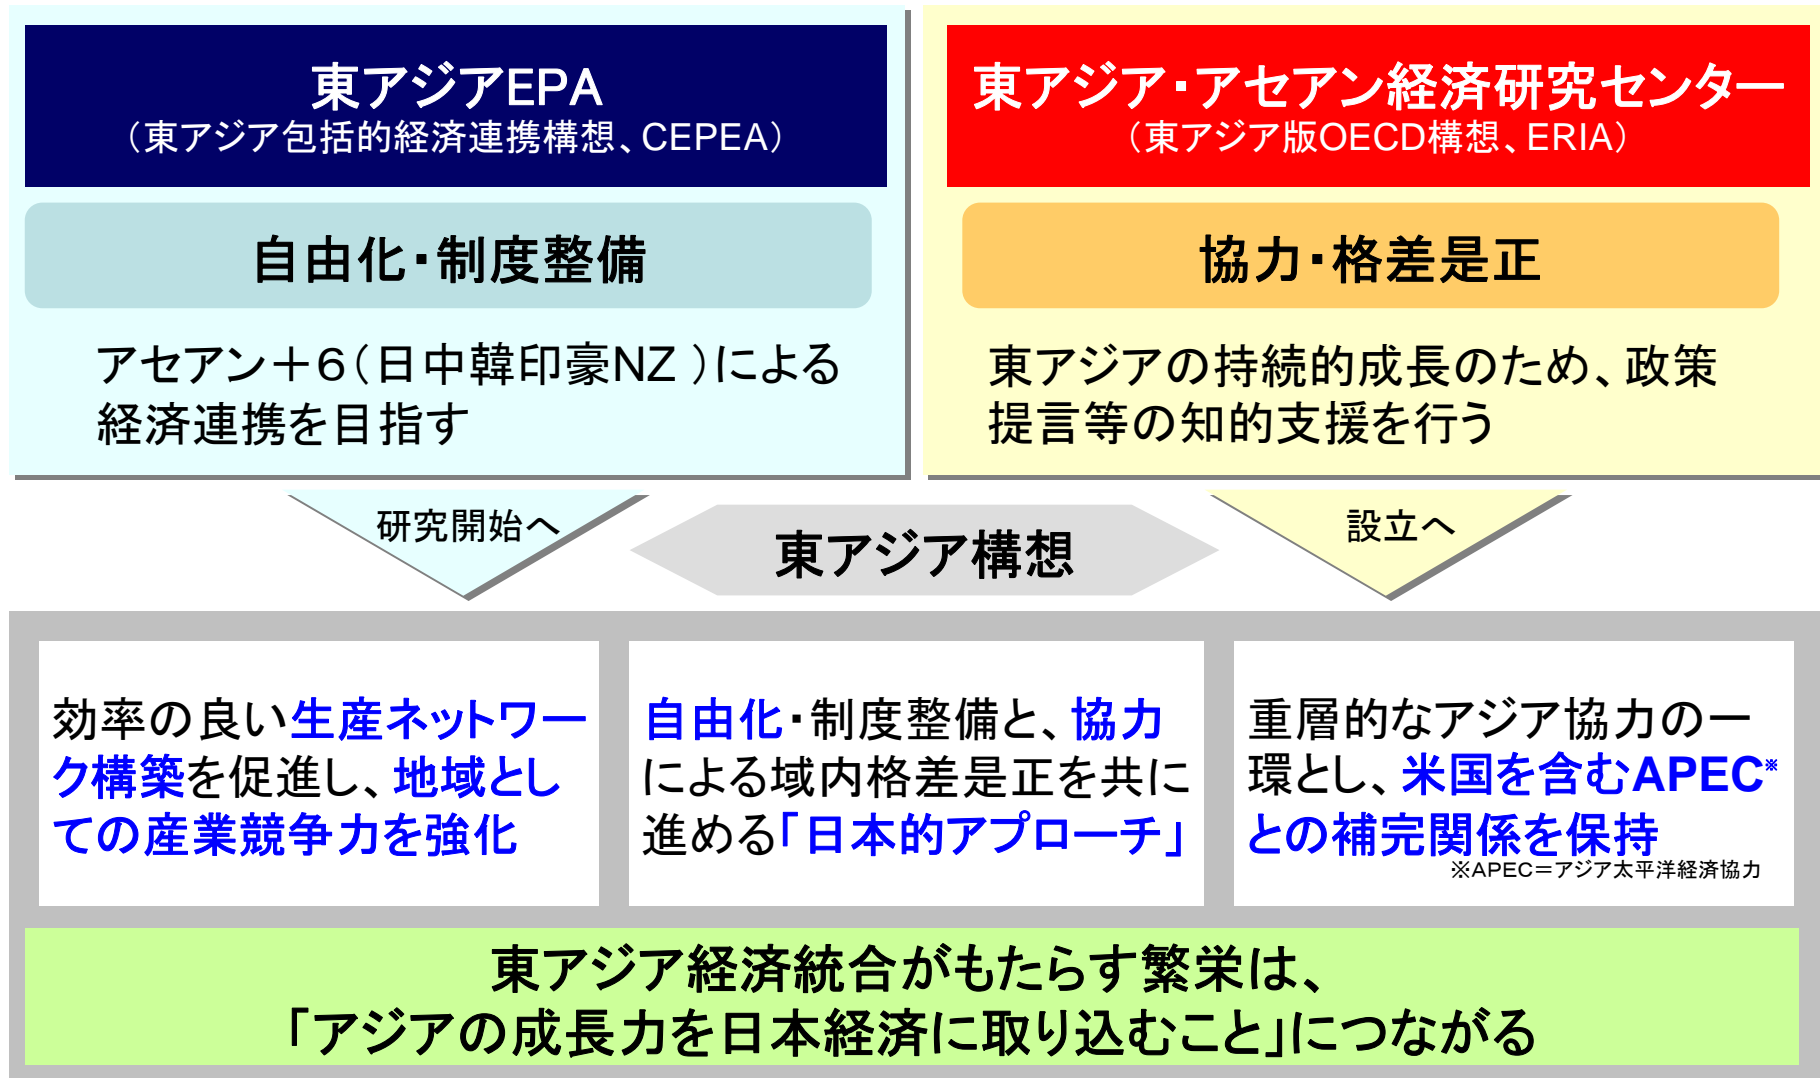 東アジアEPA
（東アジア包括的経済連携構想、CEPEA）
自由化・制度整備
アセアン＋６（日中韓印豪NZ ）による
経済連携を目指す
東アジア・アセアン経済研究センター
（東アジア版OECD構想、ERIA）
協力・格差是正
東アジアの持続的成長のため、政策
提言等の知的支援を行う
研究開始へ
東アジア構想
設立へ
効率の良い生産ネットワー
ク構築を促進し、地域とし
ての産業競争力を強化
自由化・制度整備と、協力
による域内格差是正を共に
進める「日本的アプローチ」
重層的なアジア協力の一
環とし、米国を含むAPEC※
との補完関係を保持
※APEC＝アジア太平洋経済協力
東アジア経済統合がもたらす繁栄は、
「アジアの成長力を日本経済に取り込むこと」につながる